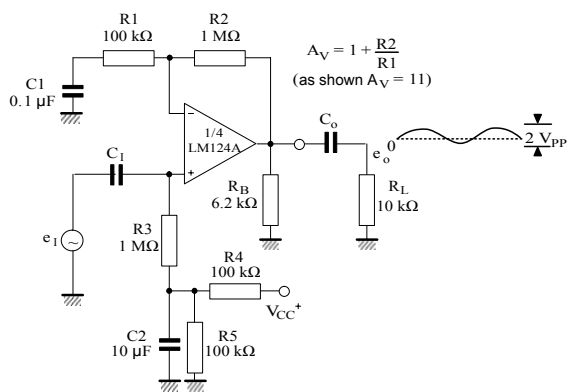 R1
100 kΩ
R2
1 MΩ
A_V = 1 + R2/R1
(as shown A_V = 11)
C1
0.1 µF
1/4
LM124A
C_O
e_o
0
2 V_PP
C_I
R_B
6.2 kΩ
R_L
10 kΩ
R3
1 MΩ
e_I
~
R4
100 kΩ
V_CC+
C2
10 µF
R5
100 kΩ